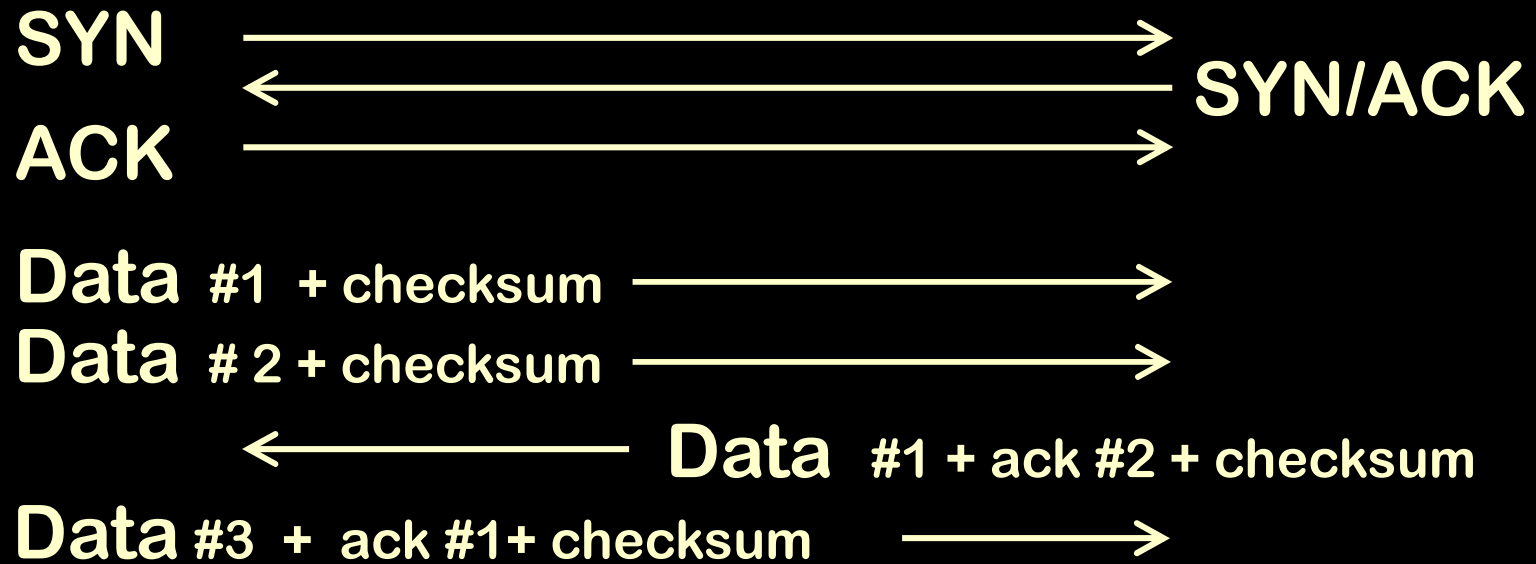 SYN
SYN/ACK
ACK
Data #1 + checksum
Data # 2 + checksum
Data #1 + ack #2 + checksum
Data #3 + ack #1+ checksum